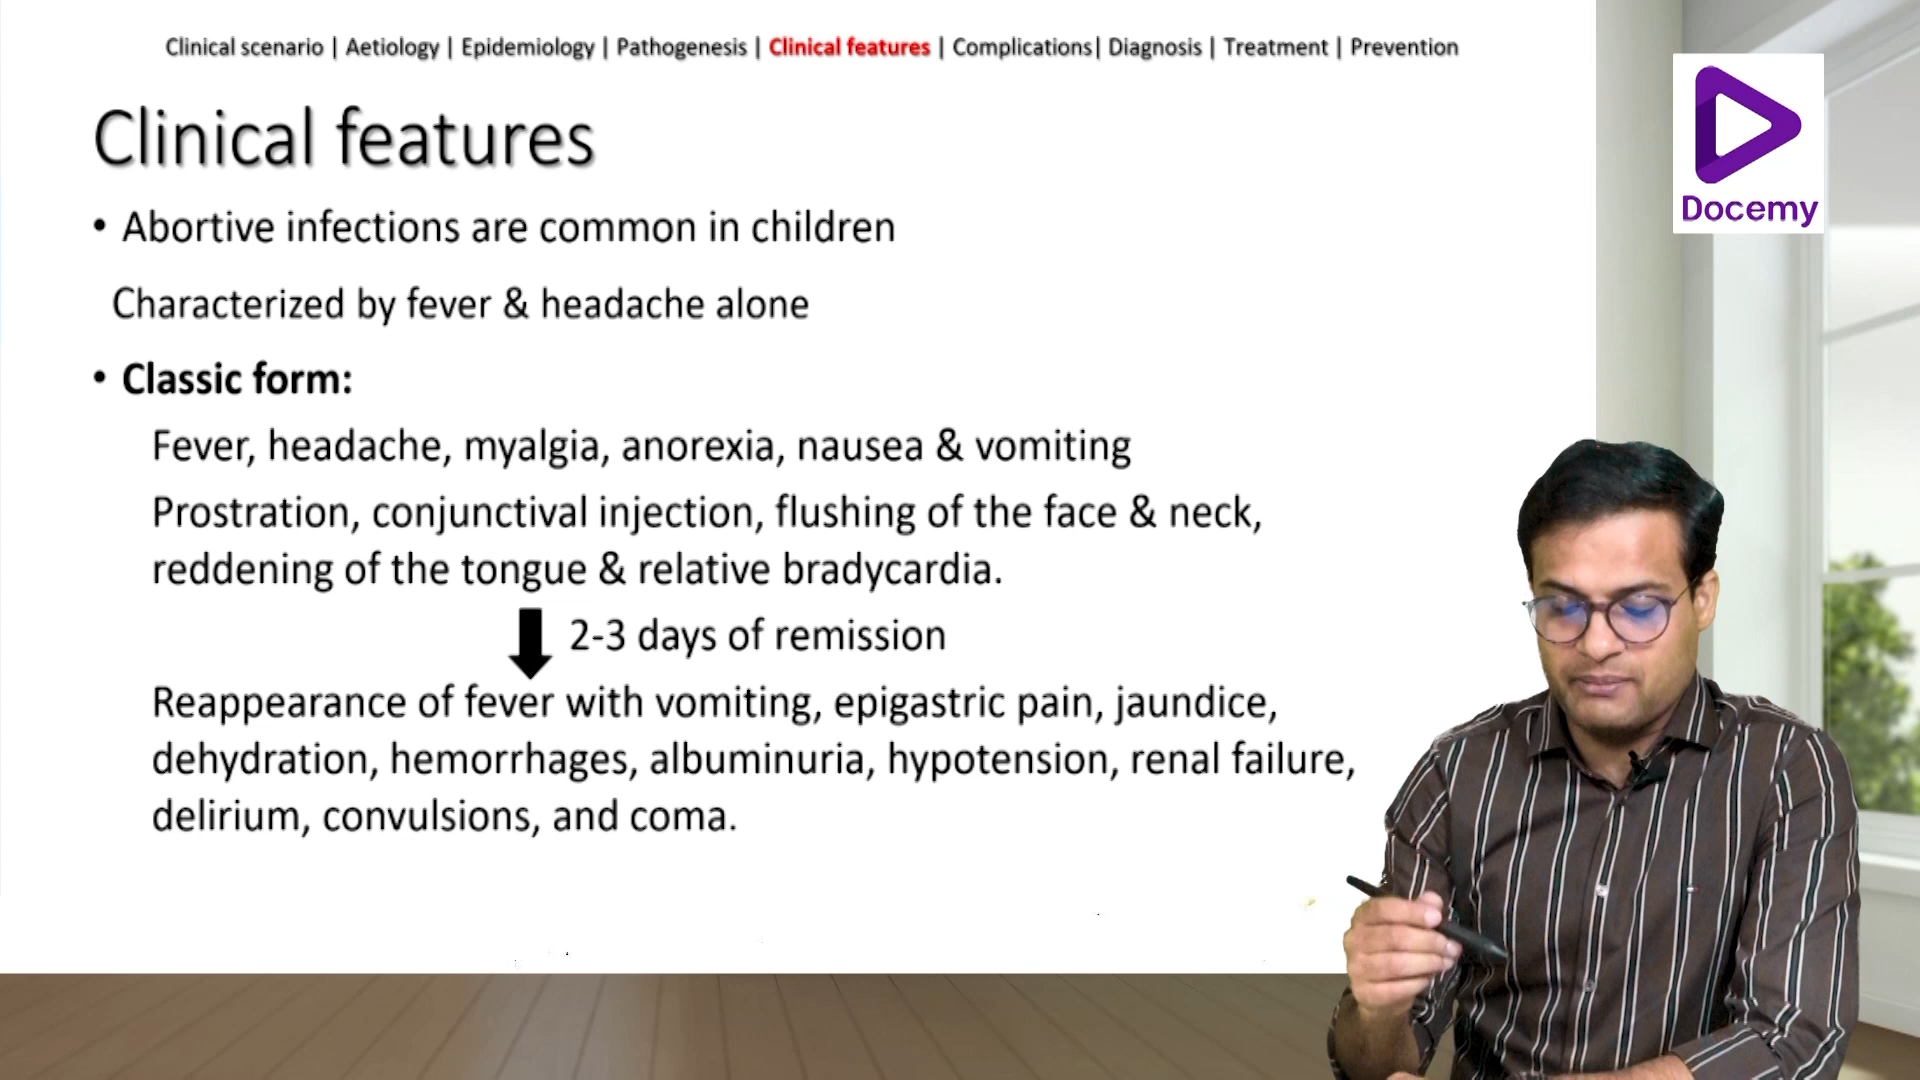 Clinical scenario | Aetiology | Epidemiology | Pathogenesis | Clinical features | Complications| Diagnosis | Treatment | Prevention
Docemy
Clinical features
• Abortive infections are common in children
Characterized by fever & headache alone
• Classic form:
Fever, headache, myalgia, anorexia, nausea & vomiting
Prostration, conjunctival injection, flushing of the face & neck,
reddening of the tongue & relative bradycardia.
2-3 days of remission
Reappearance of fever with vomiting, epigastric pain, jaundice,
dehydration, hemorrhages, albuminuria, hypotension, renal failure,
delirium, convulsions, and coma.